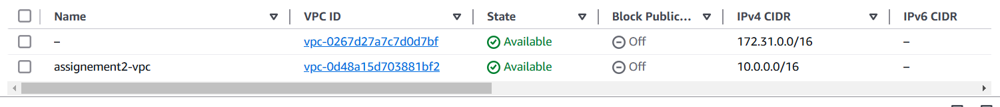 Name VPC ID State Block Public... IPv4 CIDR IPv6 CIDR
– vpc-0267d27a7c7d0d7bf Available Off 172.31.0.0/16 –
assignement2-vpc vpc-0d48a15d703881bf2 Available Off 10.0.0.0/16 –